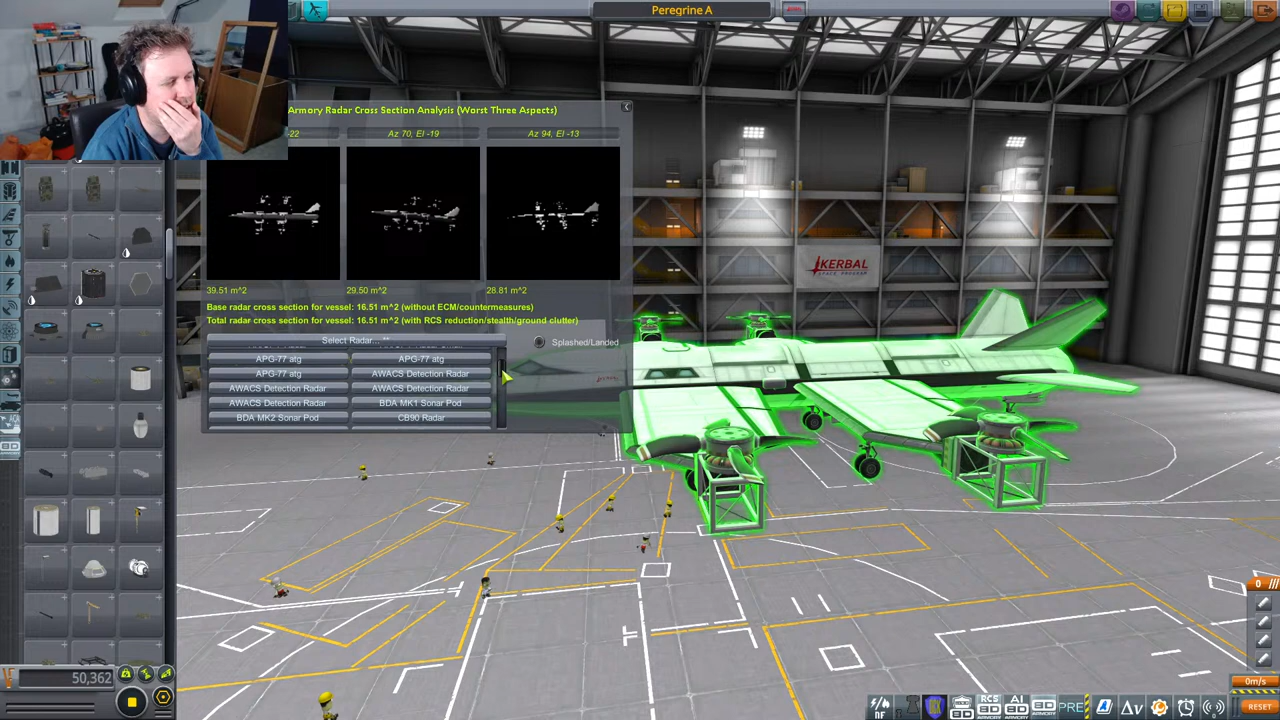 Peregrine A
Armory Radar Cross Section Analysis (Worst Three Aspects)
-22
Az 70, El -19
Az 94, El -13
39.51 m^2
29.50 m^2
28.81 m^2
Base radar cross section for vessel: 16.51 m^2 (without ECM/countermeasures)
Total radar cross section for vessel: 16.51 m^2 (with RCS reduction/stealth/ground clutter)
Select Radar...
Splashed/Landed
APG-77 atg
APG-77 atg
APG-77 atg
AWACS Detection Radar
AWACS Detection Radar
AWACS Detection Radar
AWACS Detection Radar
BDA MK1 Sonar Pod
BDA MK2 Sonar Pod
CB90 Radar
KERBAL
SPACE PROGRAM
50,362
0
0m/s
NF
RCS
AI
PRE
Δv
RESET